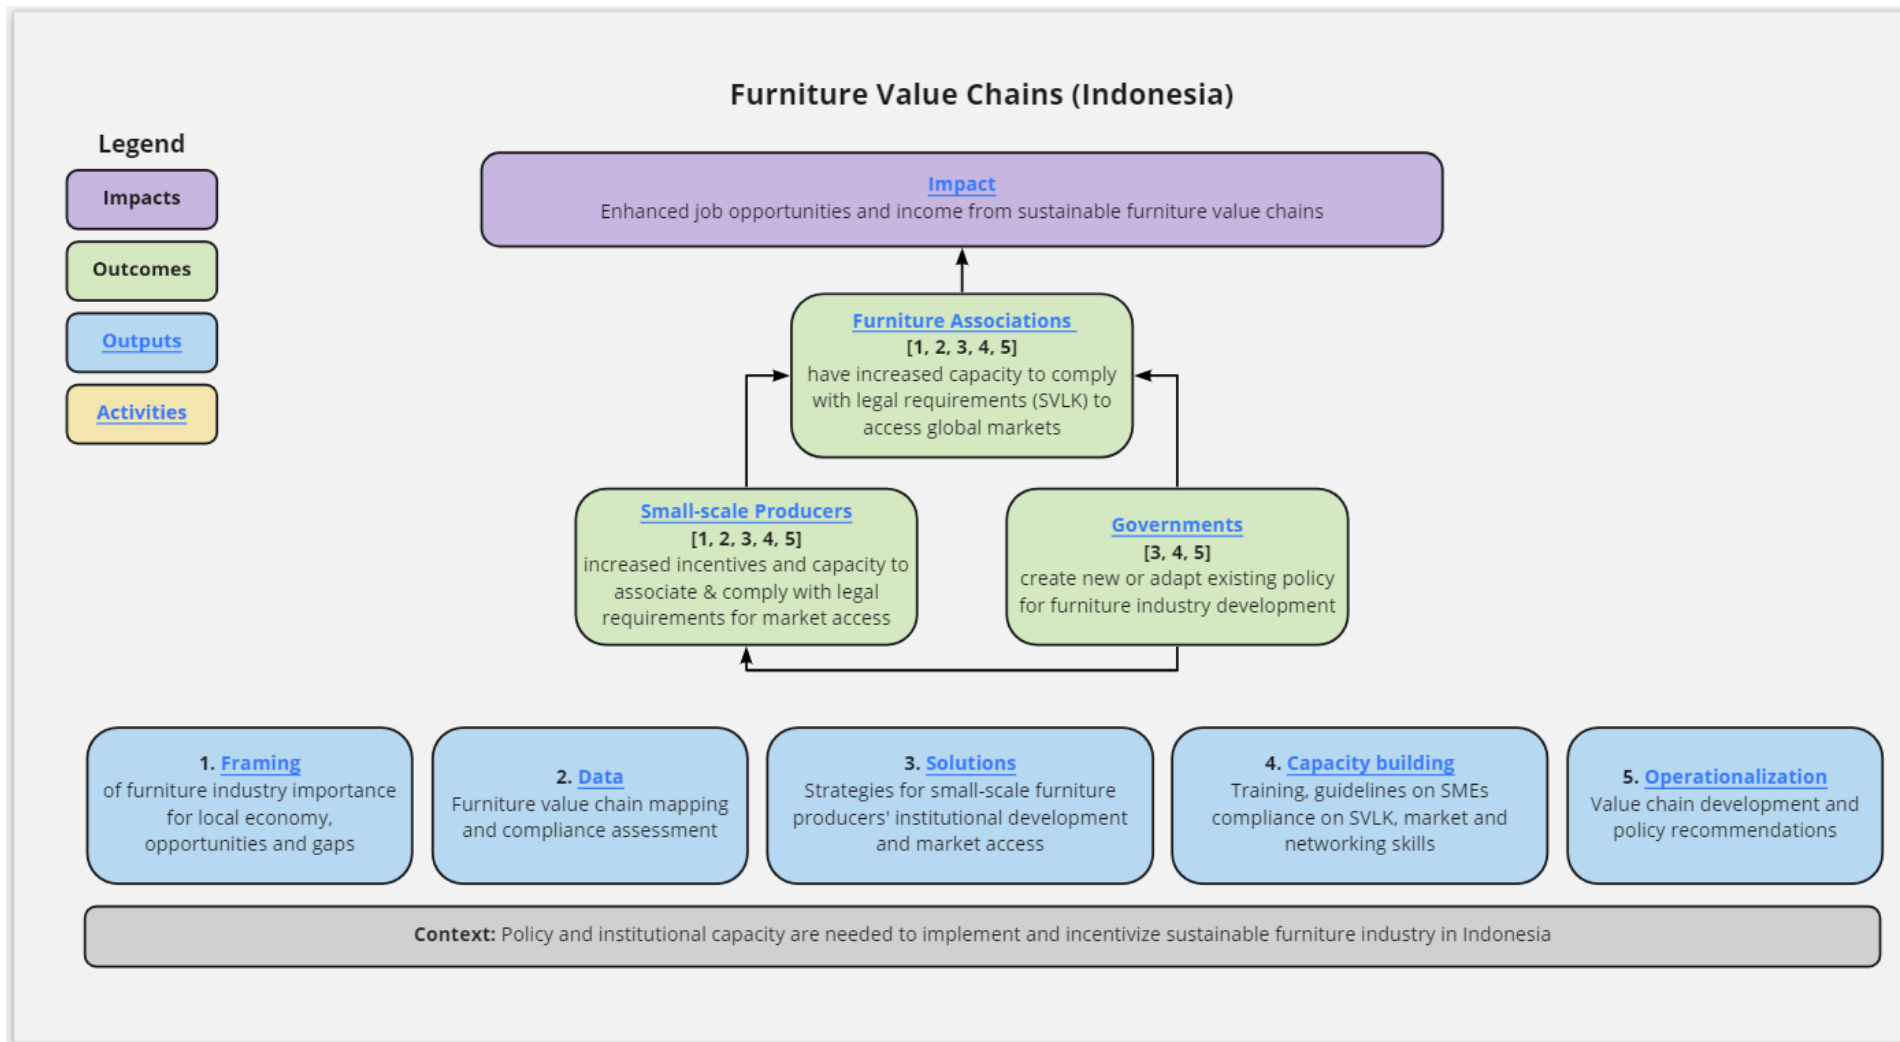 Furniture Value Chains (Indonesia)
Legend
Impacts
Outcomes
Outputs
Activities
Impact
Enhanced job opportunities and income from sustainable furniture value chains
Furniture Associations
[1, 2, 3, 4, 5]
have increased capacity to comply
with legal requirements (SVLK) to
access global markets
Small-scale Producers
[1, 2, 3, 4, 5]
increased incentives and capacity to
associate & comply with legal
requirements for market access
Governments
[3, 4, 5]
create new or adapt existing policy
for furniture industry development
1. Framing
of furniture industry importance
for local economy,
opportunities and gaps
2. Data
Furniture value chain mapping
and compliance assessment
3. Solutions
Strategies for small-scale furniture
producers' institutional development
and market access
4. Capacity building
Training, guidelines on SMEs
compliance on SVLK, market and
networking skills
5. Operationalization
Value chain development and
policy recommendations
Context: Policy and institutional capacity are needed to implement and incentivize sustainable furniture industry in Indonesia